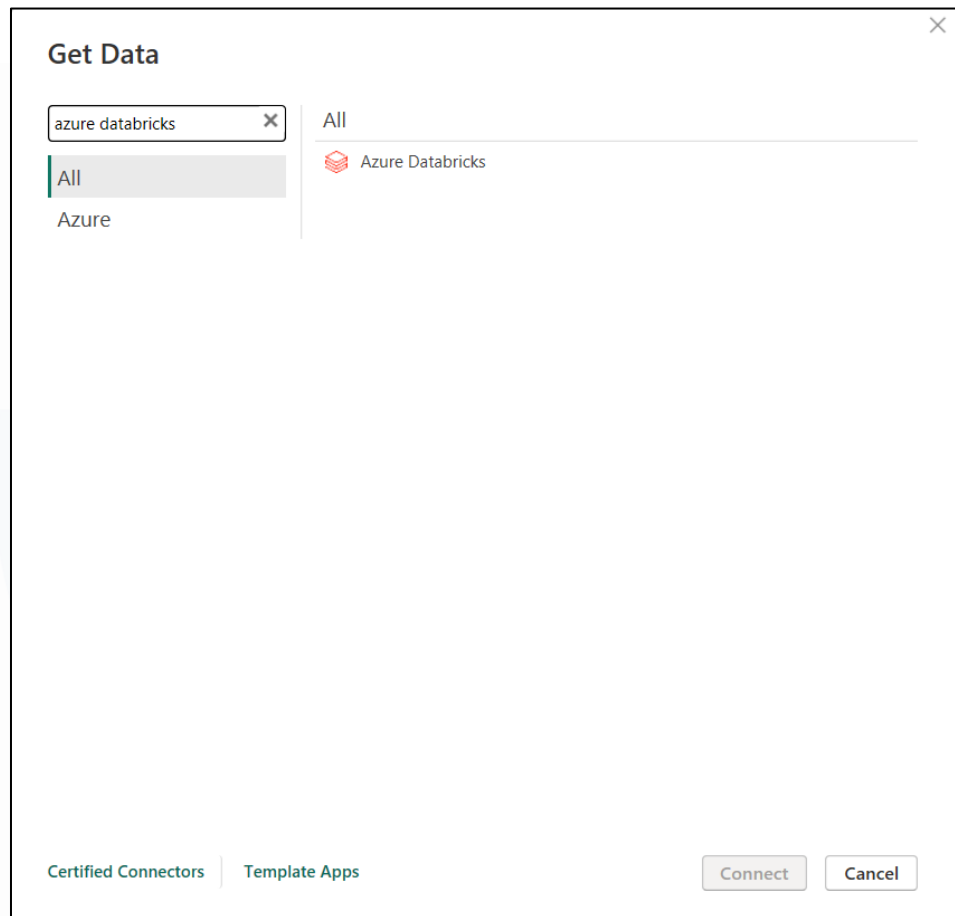 Get Data
azure databricks
All
Azure
All
Azure Databricks
Certified Connectors
Template Apps
Connect
Cancel